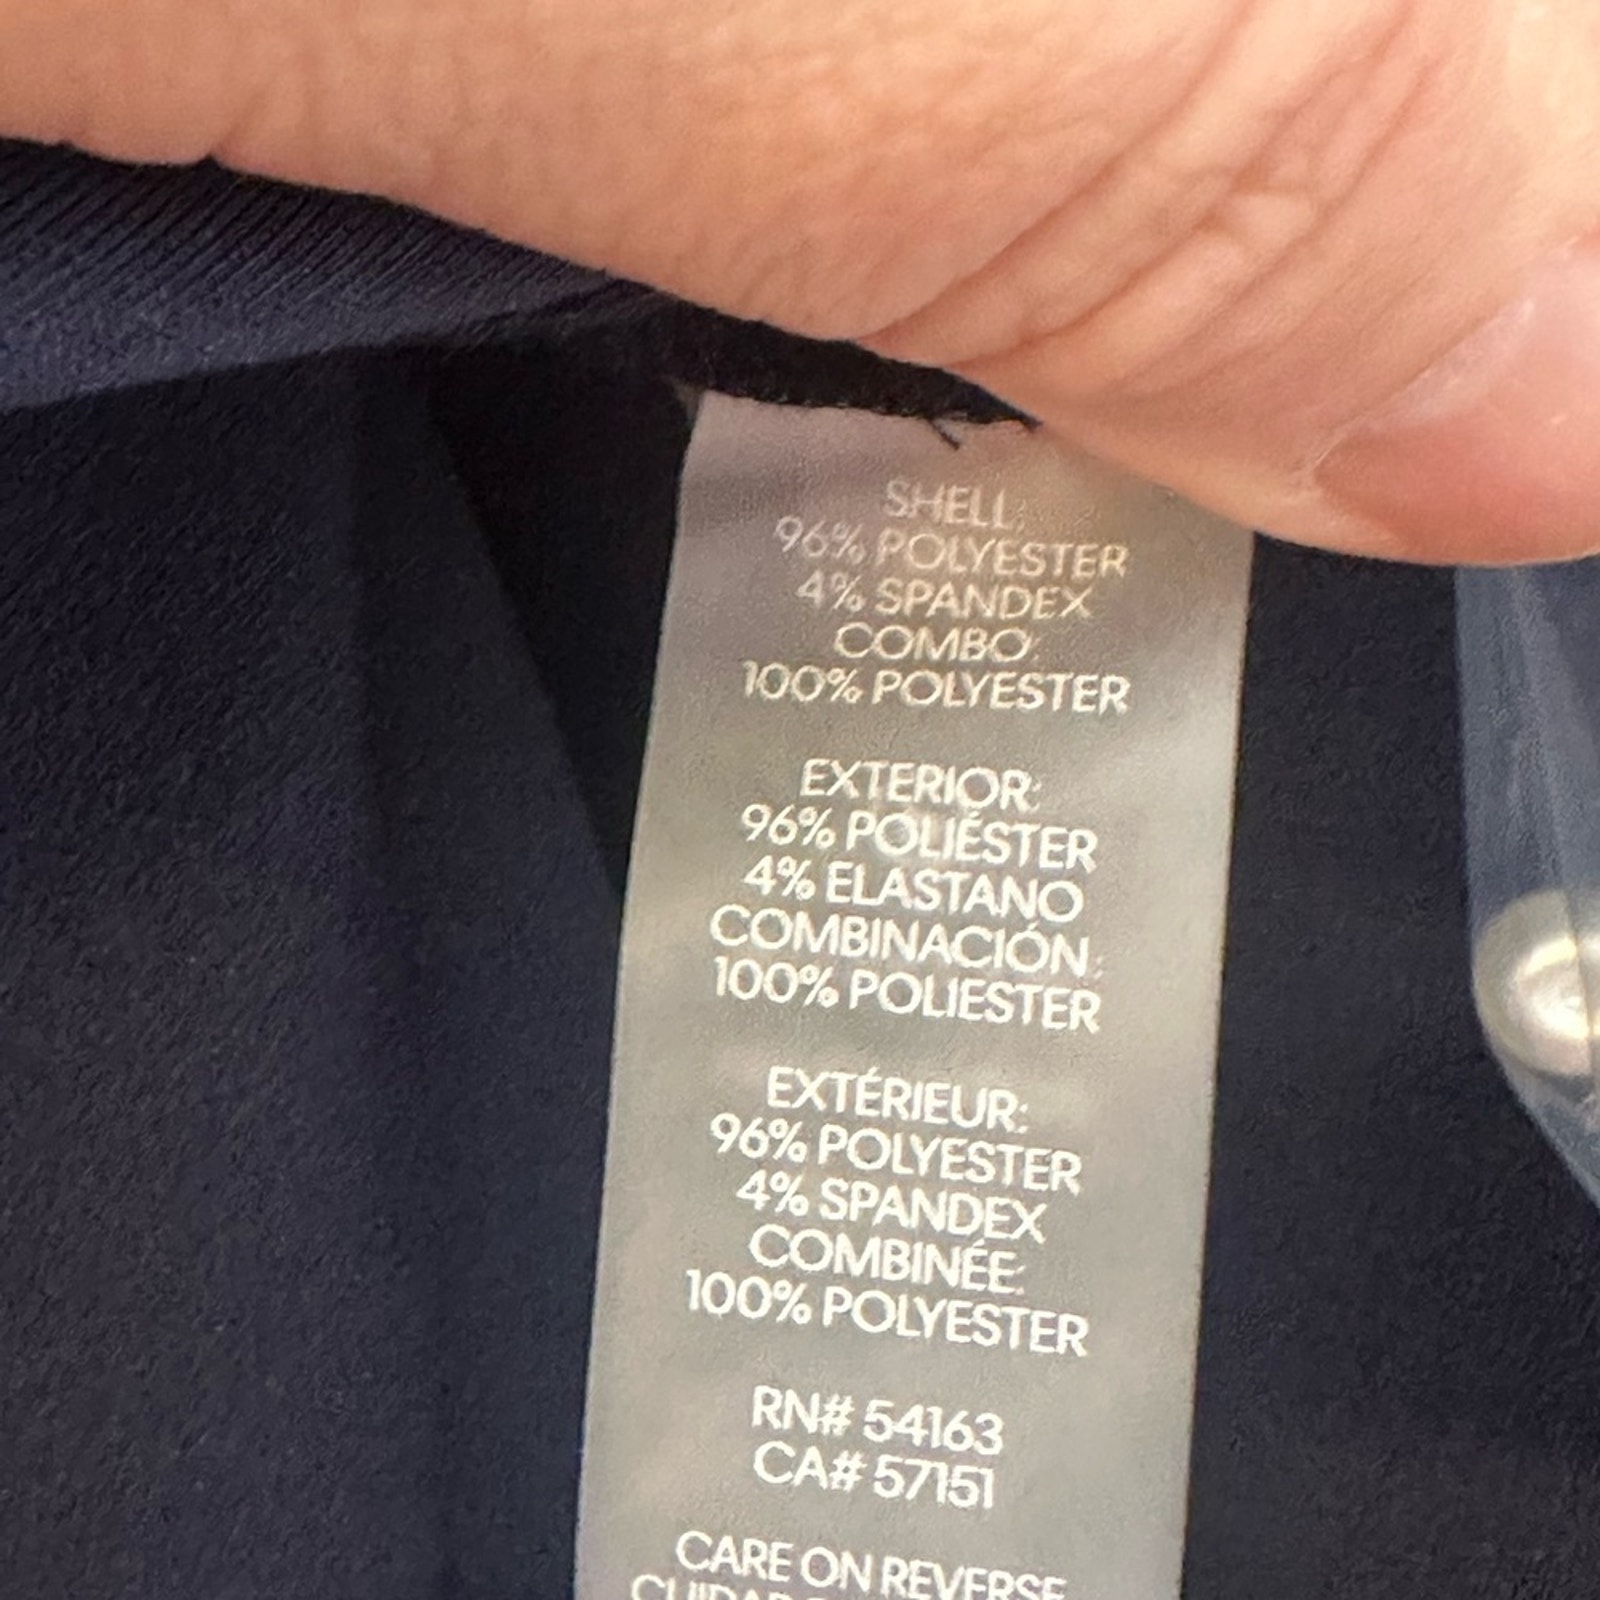 SHELL:
96% POLYESTER
4% SPANDEX
COMBO:
100% POLYESTER
EXTERIOR:
96% POLIÉSTER
4% ELASTANO
COMBINACIÓN:
100% POLIESTER
EXTÉRIEUR:
96% POLYESTER
4% SPANDEX
COMBINÉE:
100% POLYESTER
RN# 54163
CA# 57151
CARE ON REVERSE